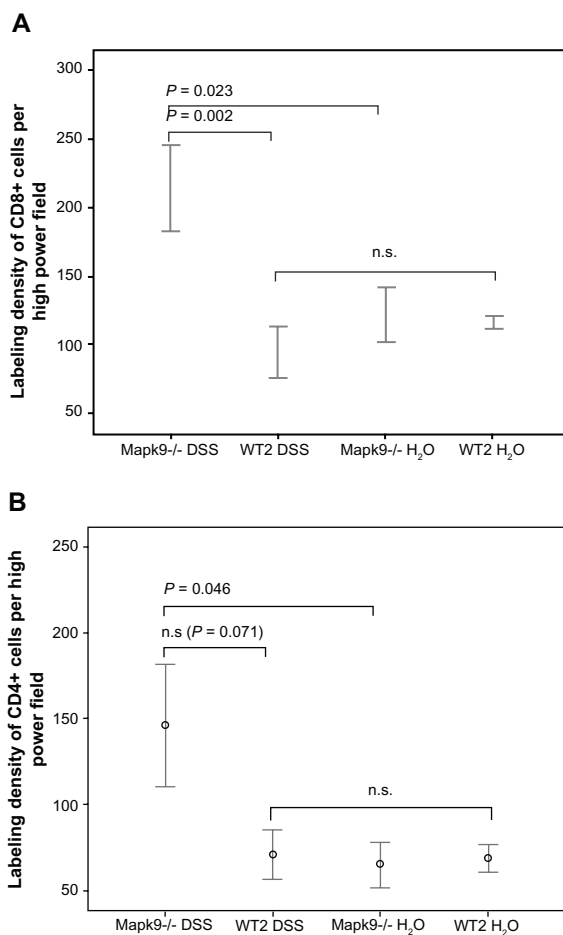 A
Labeling density of CD8+ cells per
high power field
300
250
200
150
100
50
P = 0.023
P = 0.002
n.s.
Mapk9-/- DSS
WT2 DSS
Mapk9-/- H₂O
WT2 H₂O
B
Labeling density of CD4+ cells per high
power field
250
200
150
100
50
P = 0.046
n.s (P = 0.071)
n.s.
Mapk9-/- DSS
WT2 DSS
Mapk9-/- H₂O
WT2 H₂O